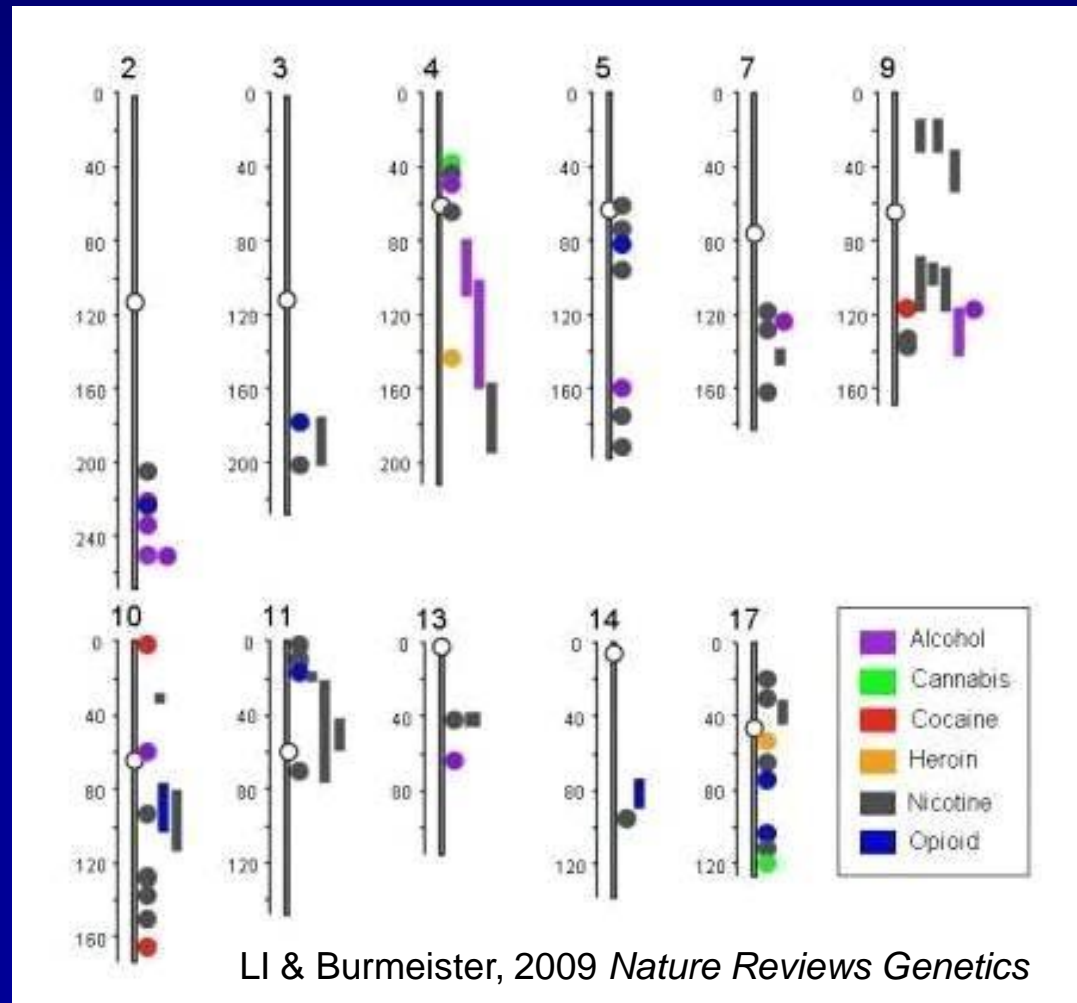 2 3 4 5 7 9
0 0 0 0 0 0
40 40 40 40 40 40
80 80 80 80 80 80
120 120 120 120 120 120
160 160 160 160 160 160
200 200 200
240
10 11 13 14 17
0 0 0 0 0
40 40 40 40 40
80 80 80 80 80
120 120 120 120
160
Alcohol
Cannabis
Cocaine
Heroin
Nicotine
Opioid
LI & Burmeister, 2009 Nature Reviews Genetics